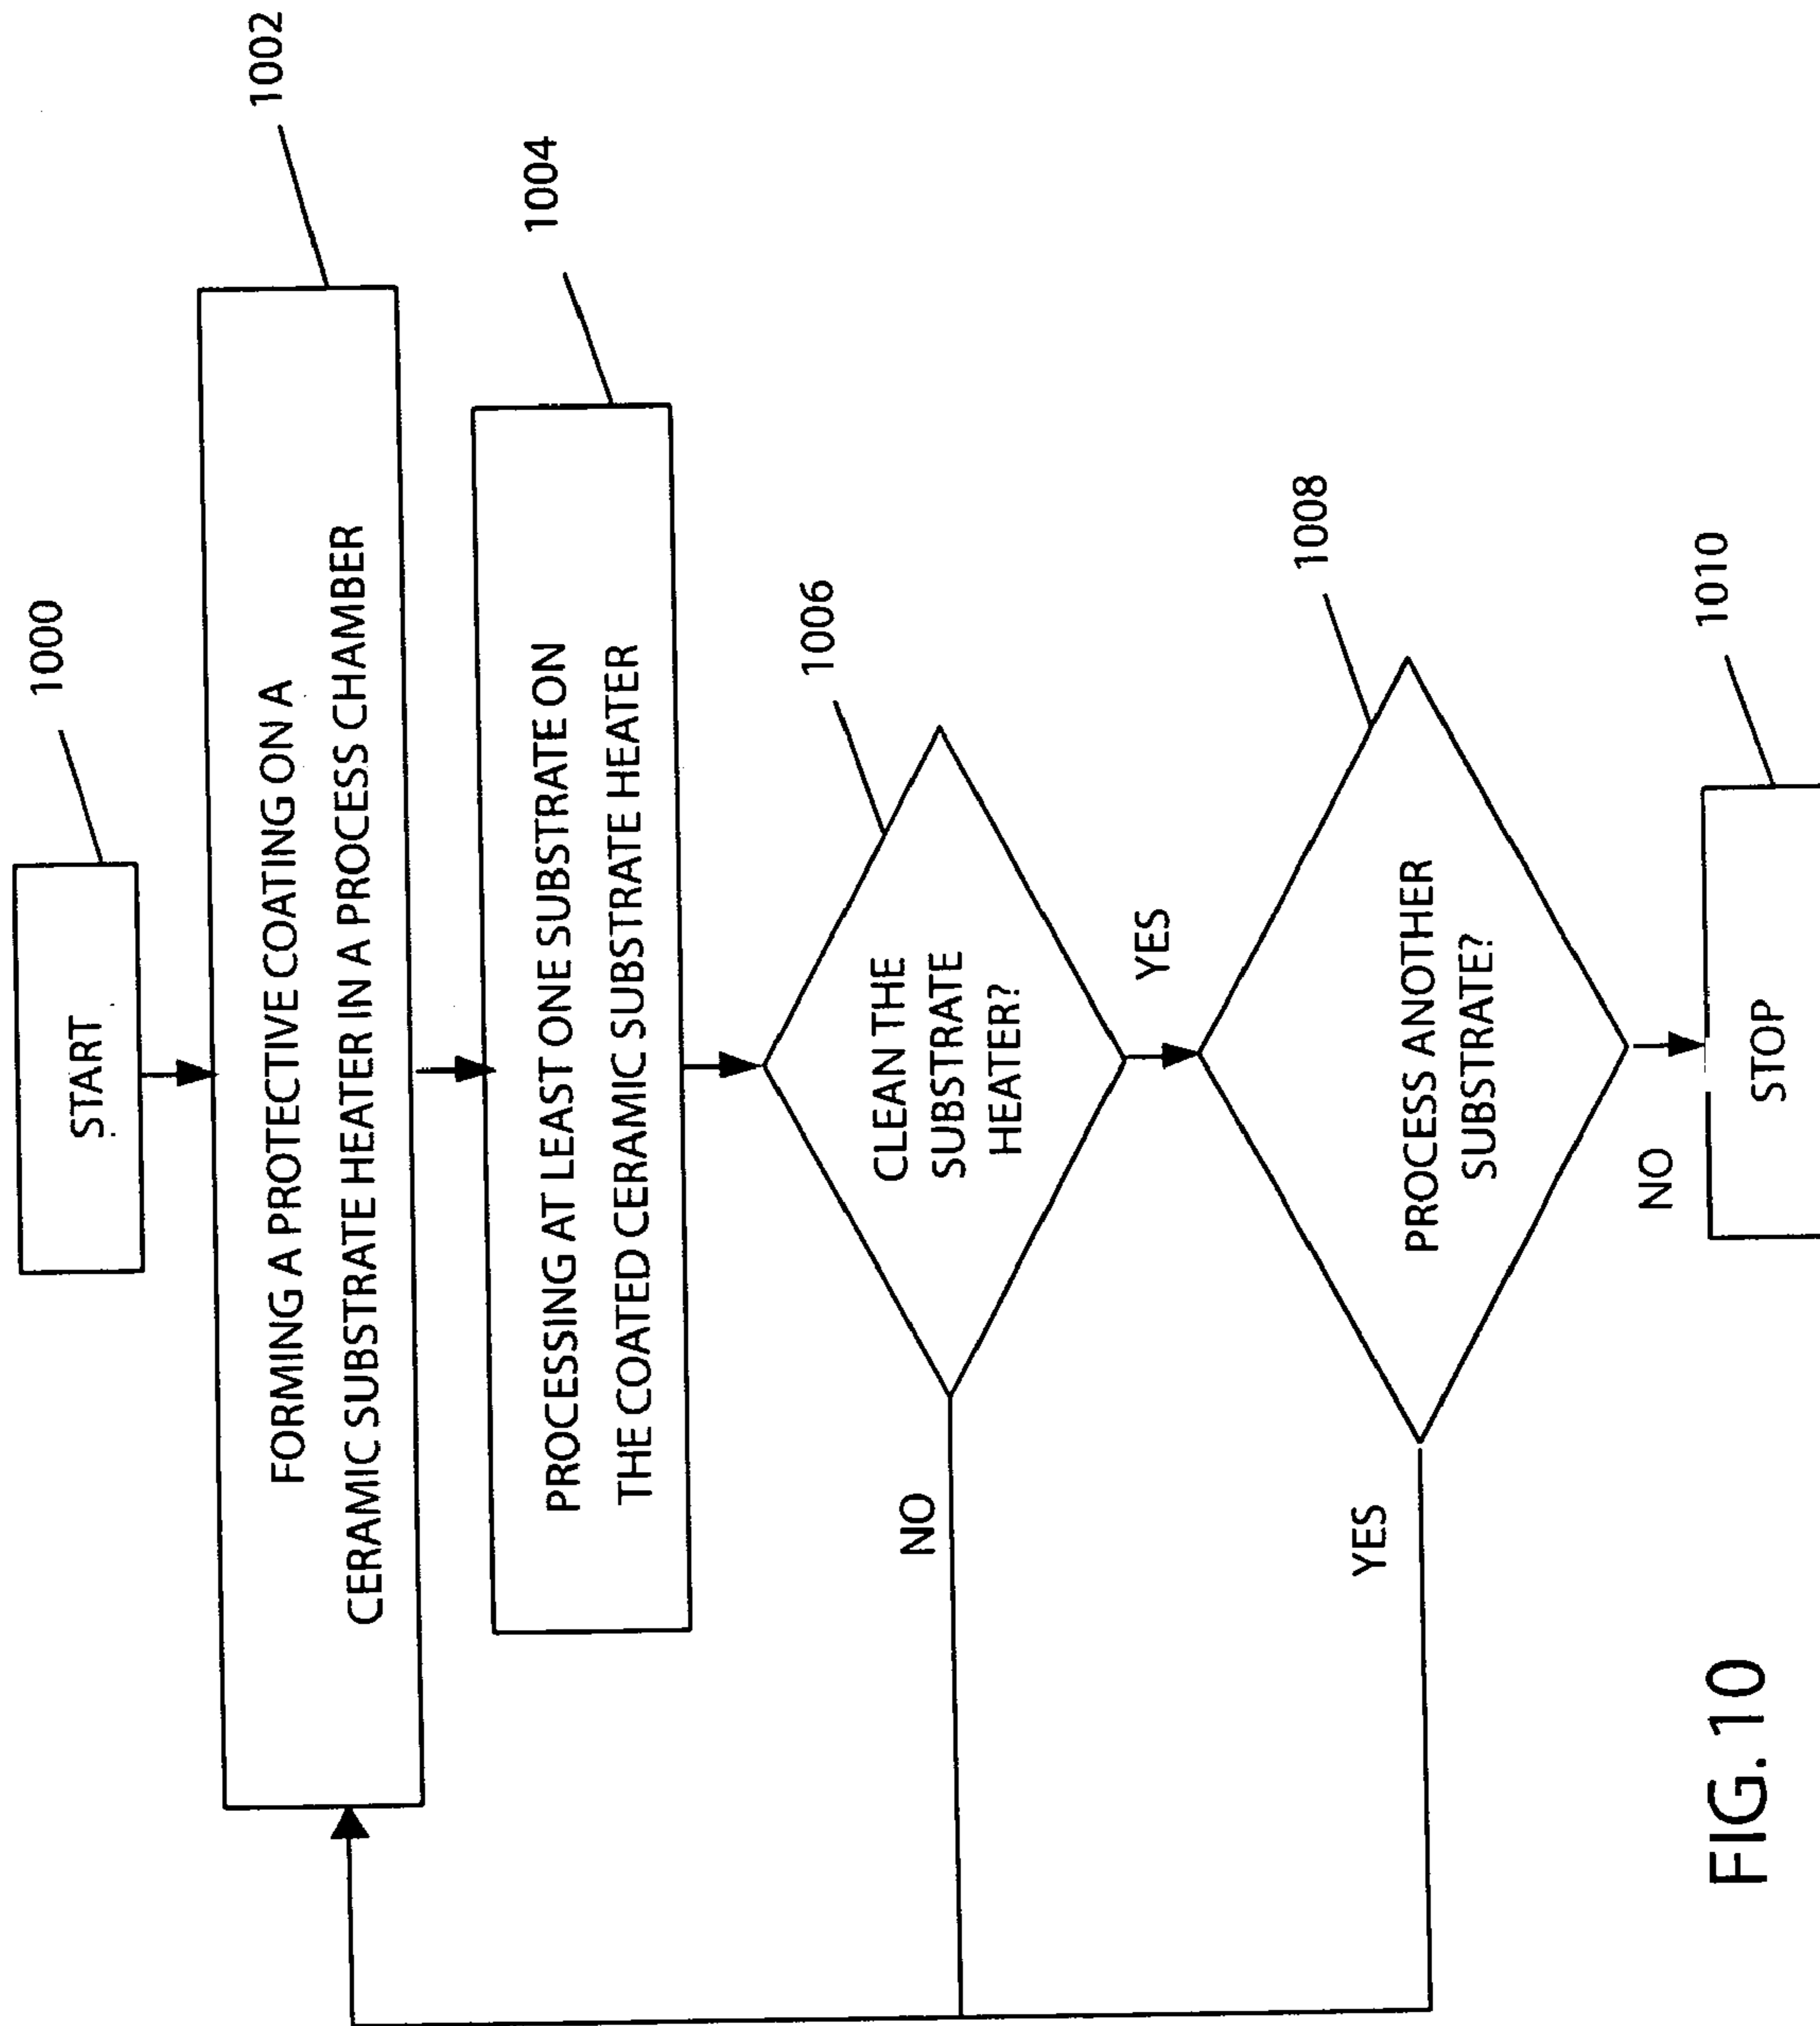 1000
START
1002
FORMING A PROTECTIVE COATING ON A
CERAMIC SUBSTRATE HEATER IN A PROCESS CHAMBER
1004
PROCESSING AT LEAST ONE SUBSTRATE ON
THE COATED CERAMIC SUBSTRATE HEATER
1006
CLEAN THE
SUBSTRATE
HEATER?
NO
YES
1008
PROCESS ANOTHER
SUBSTRATE?
YES
NO
1010
STOP
FIG. 10